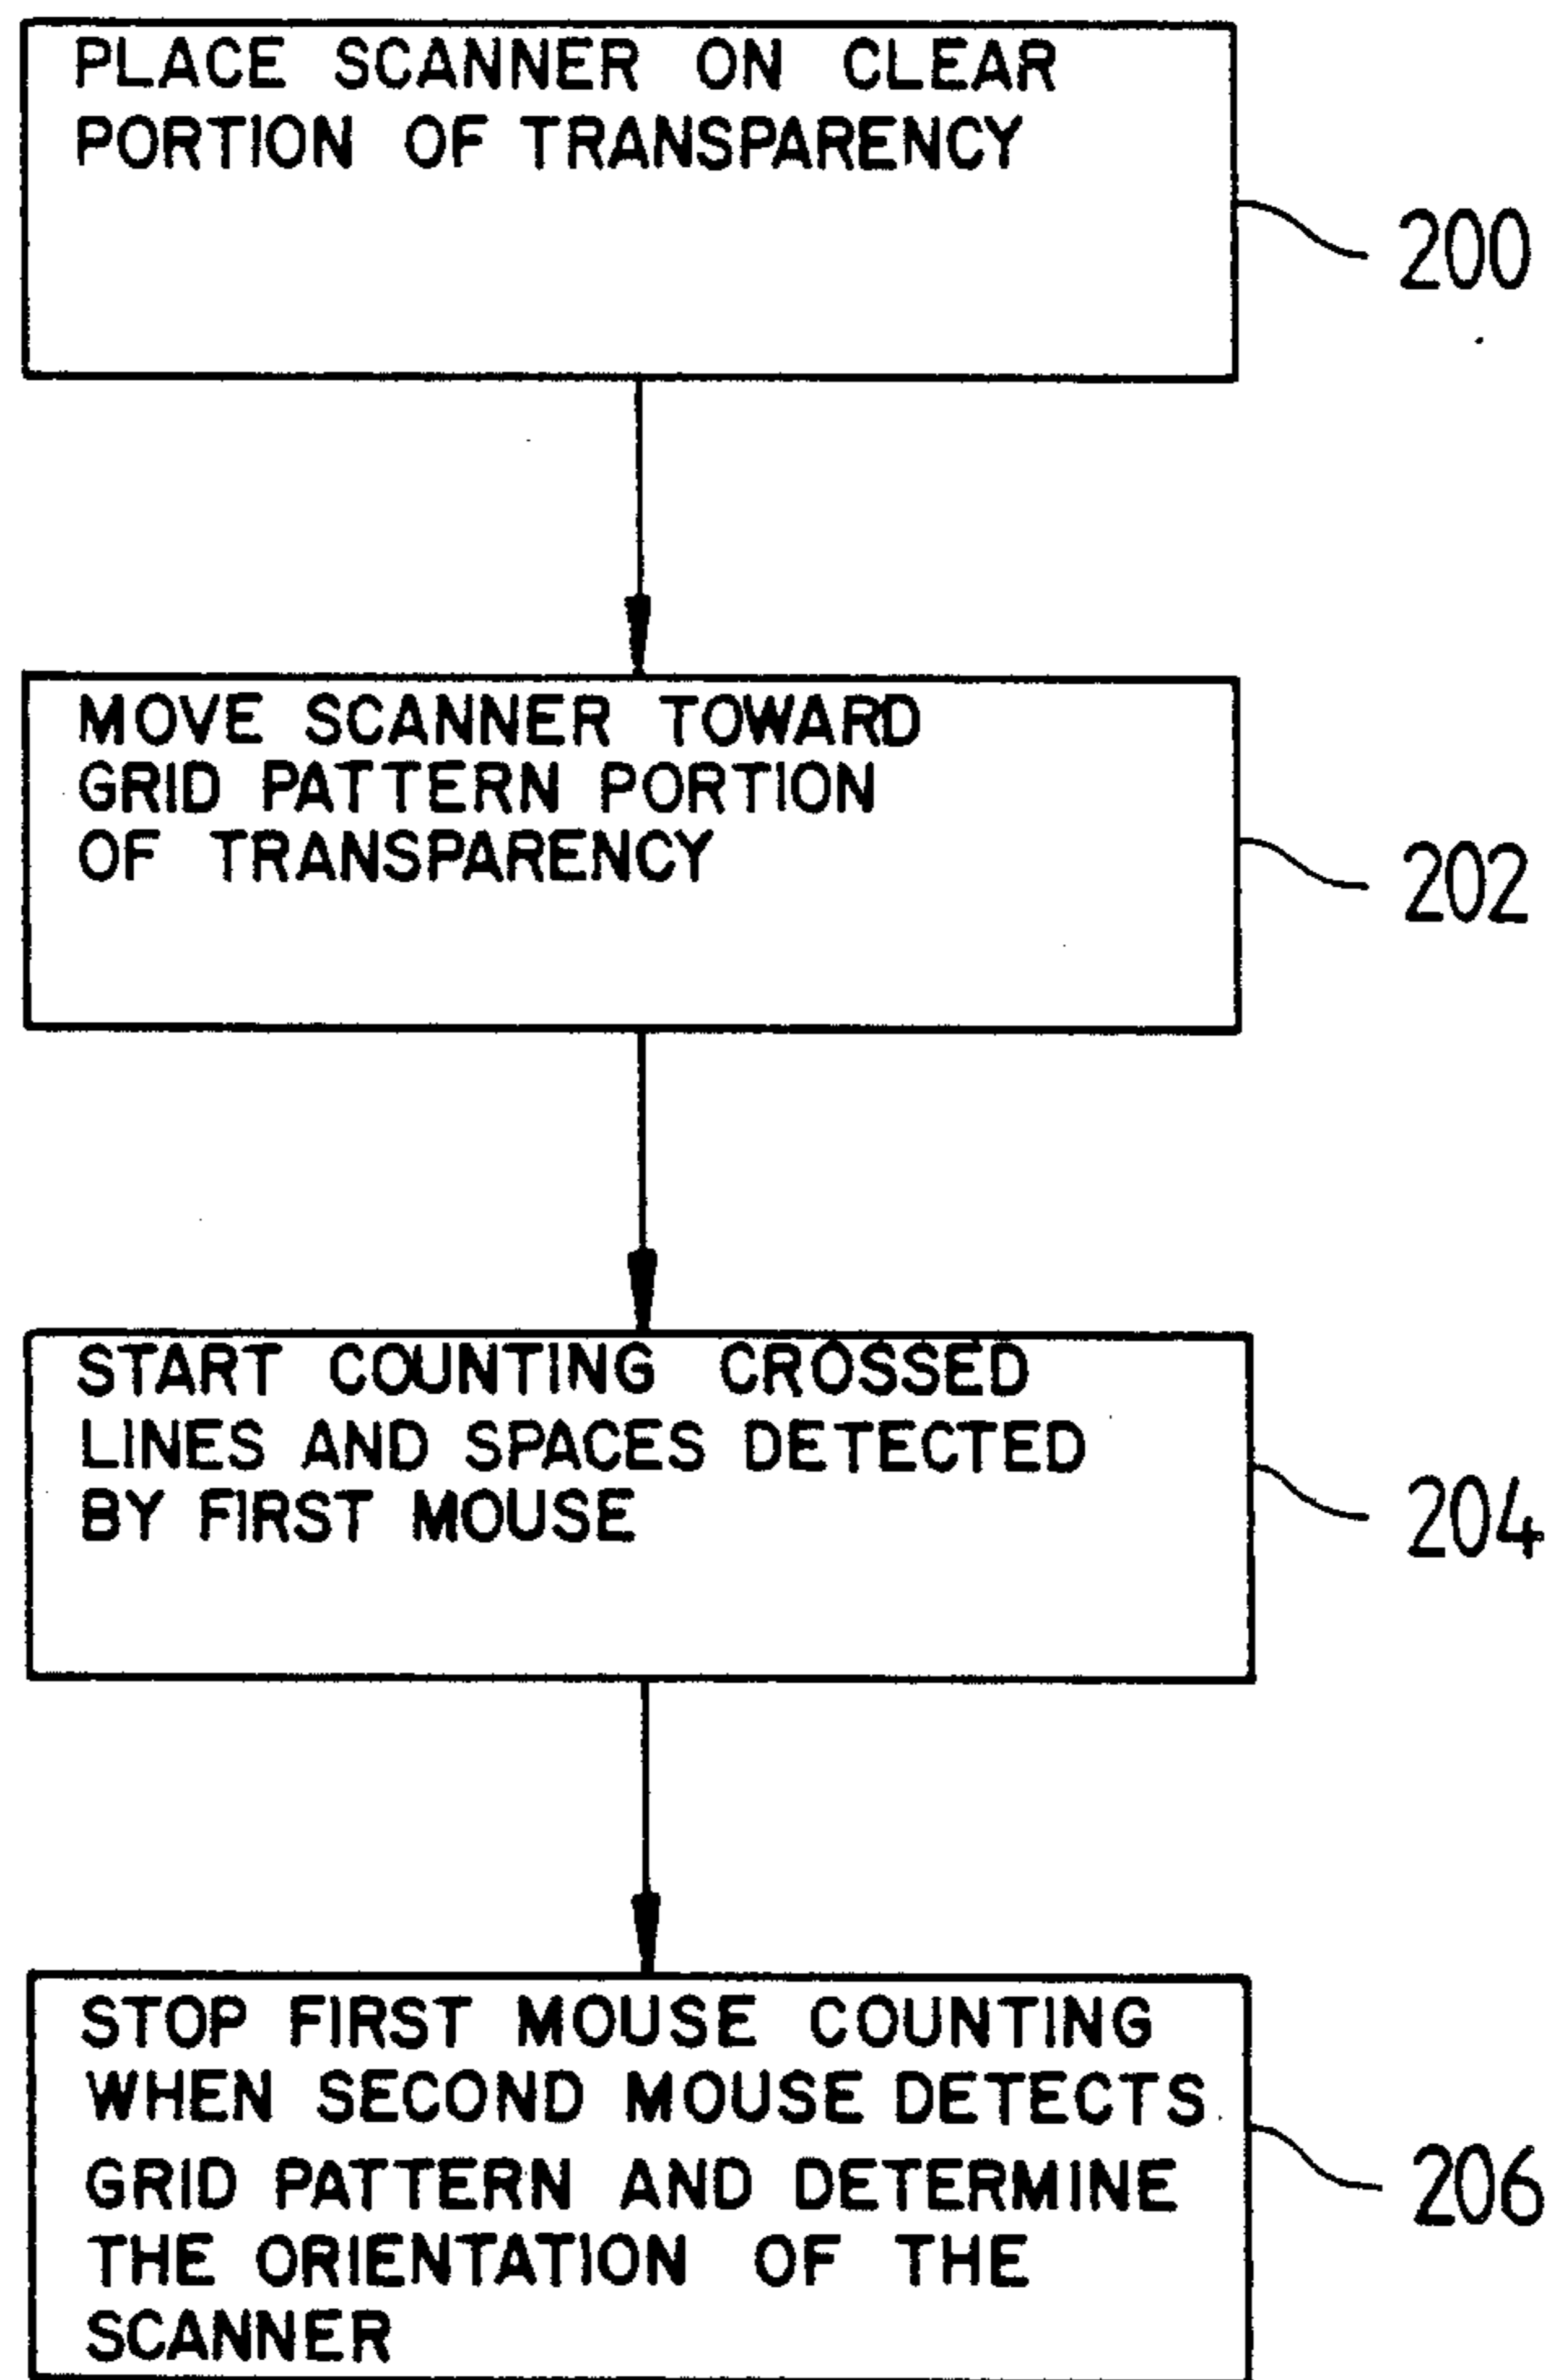 PLACE SCANNER ON CLEAR
PORTION OF TRANSPARENCY
200
MOVE SCANNER TOWARD
GRID PATTERN PORTION
OF TRANSPARENCY
202
START COUNTING CROSSED
LINES AND SPACES DETECTED
BY FIRST MOUSE
204
STOP FIRST MOUSE COUNTING
WHEN SECOND MOUSE DETECTS
GRID PATTERN AND DETERMINE
THE ORIENTATION OF THE
SCANNER
206